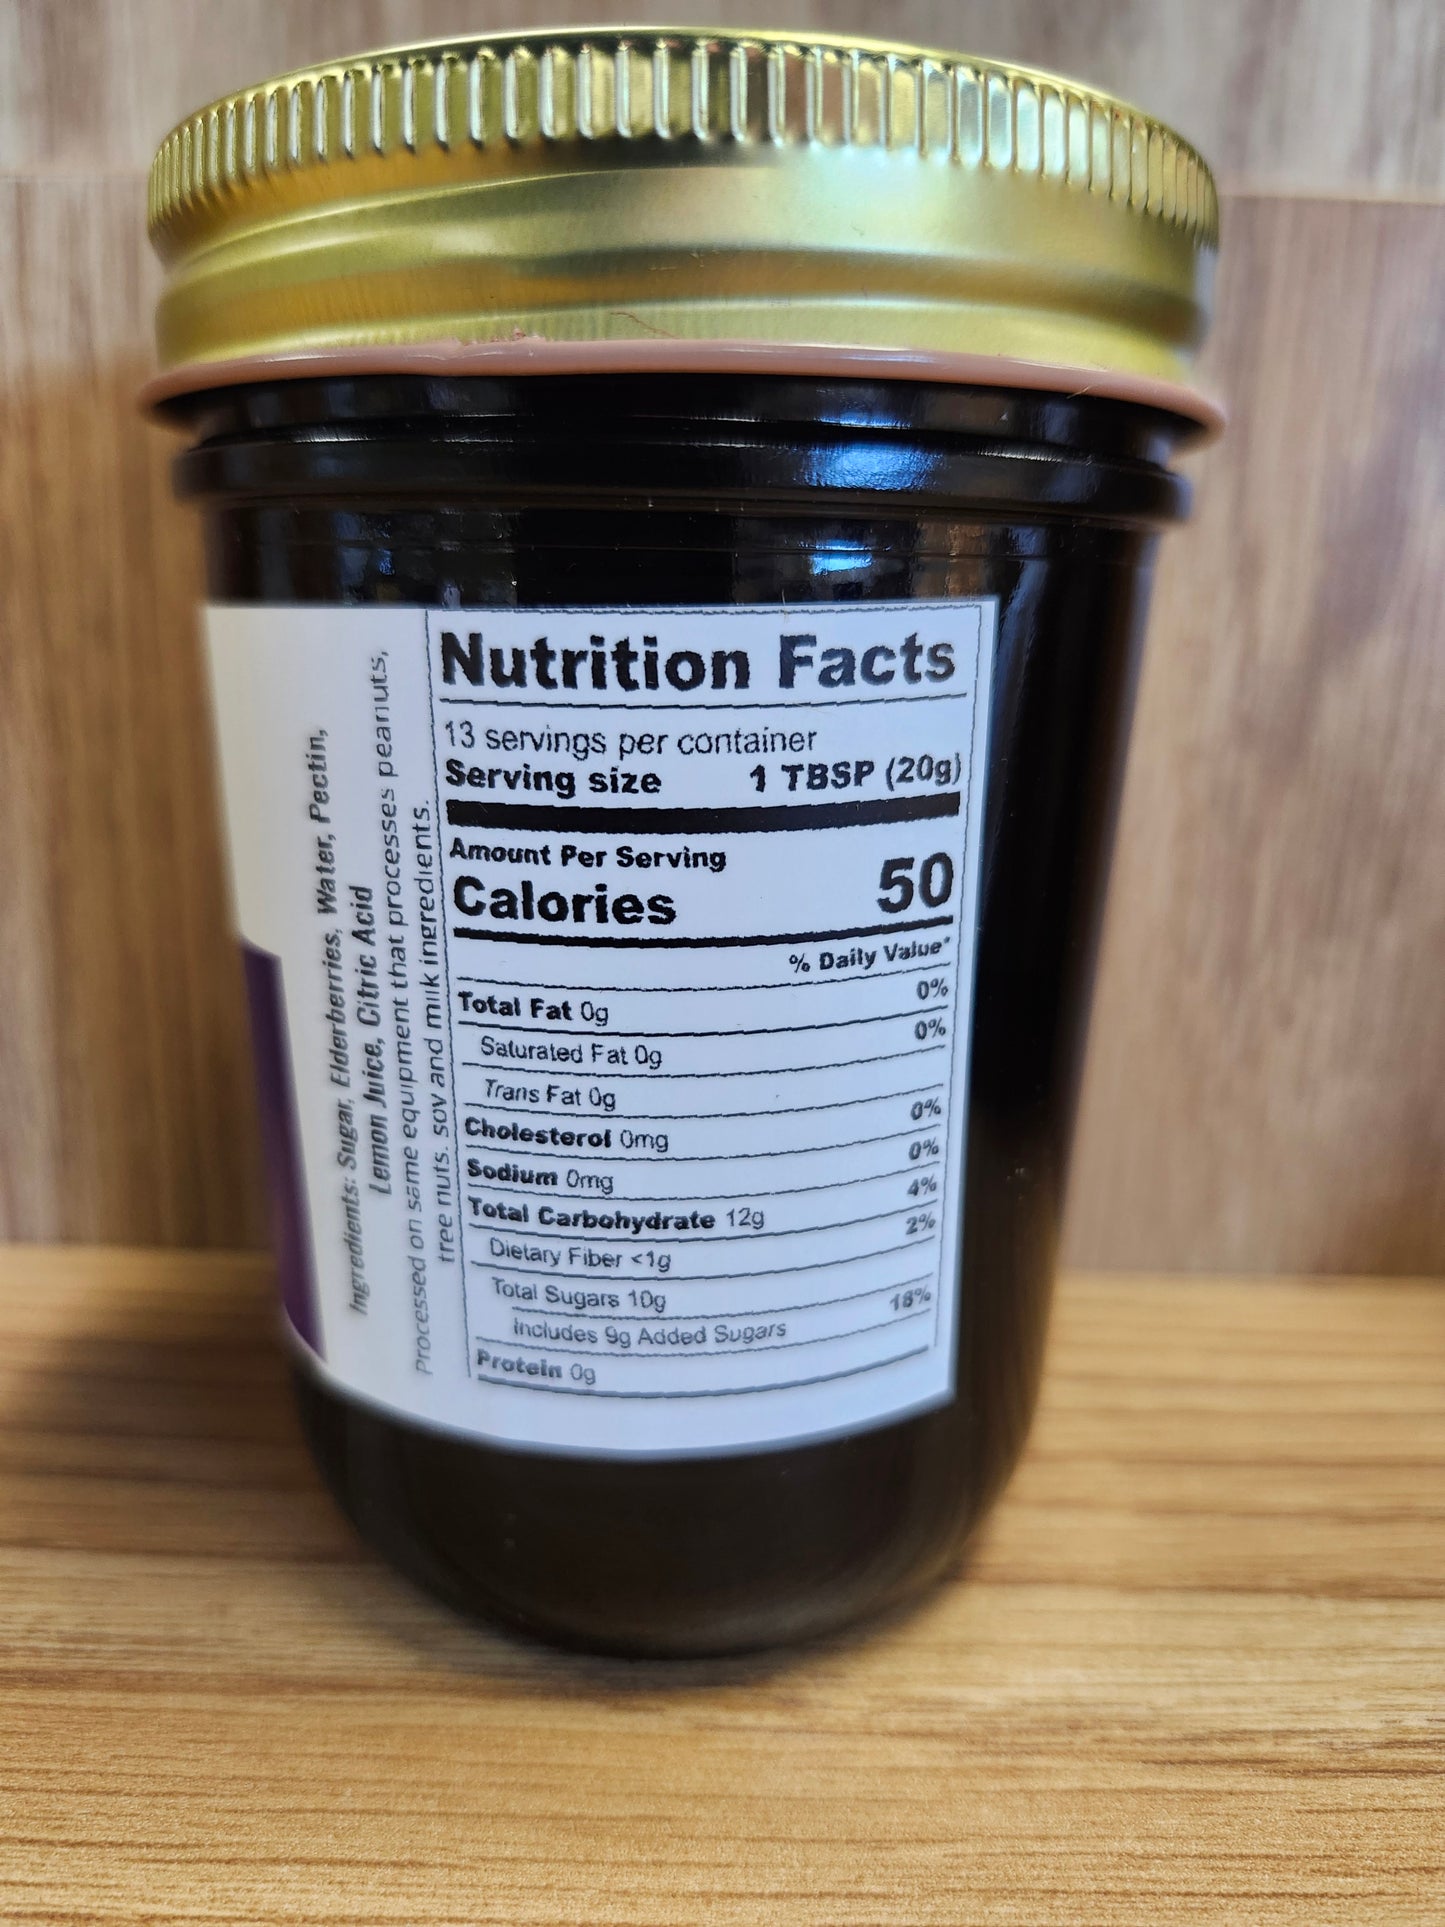 Ingredients: Sugar, Elderberries, Water, Pectin,
Lemon Juice, Citric Acid
Processed on same equipment that processes peanuts,
tree nuts, soy and milk ingredients.
Nutrition Facts
13 servings per container
Serving size 1 TBSP (20g)
Amount Per Serving
Calories 50
% Daily Value*
Total Fat 0g 0%
Saturated Fat 0g 0%
Trans Fat 0g
Cholesterol 0mg 0%
Sodium 0mg 0%
Total Carbohydrate 12g 4%
Dietary Fiber <1g 2%
Total Sugars 10g
Includes 9g Added Sugars 18%
Protein 0g